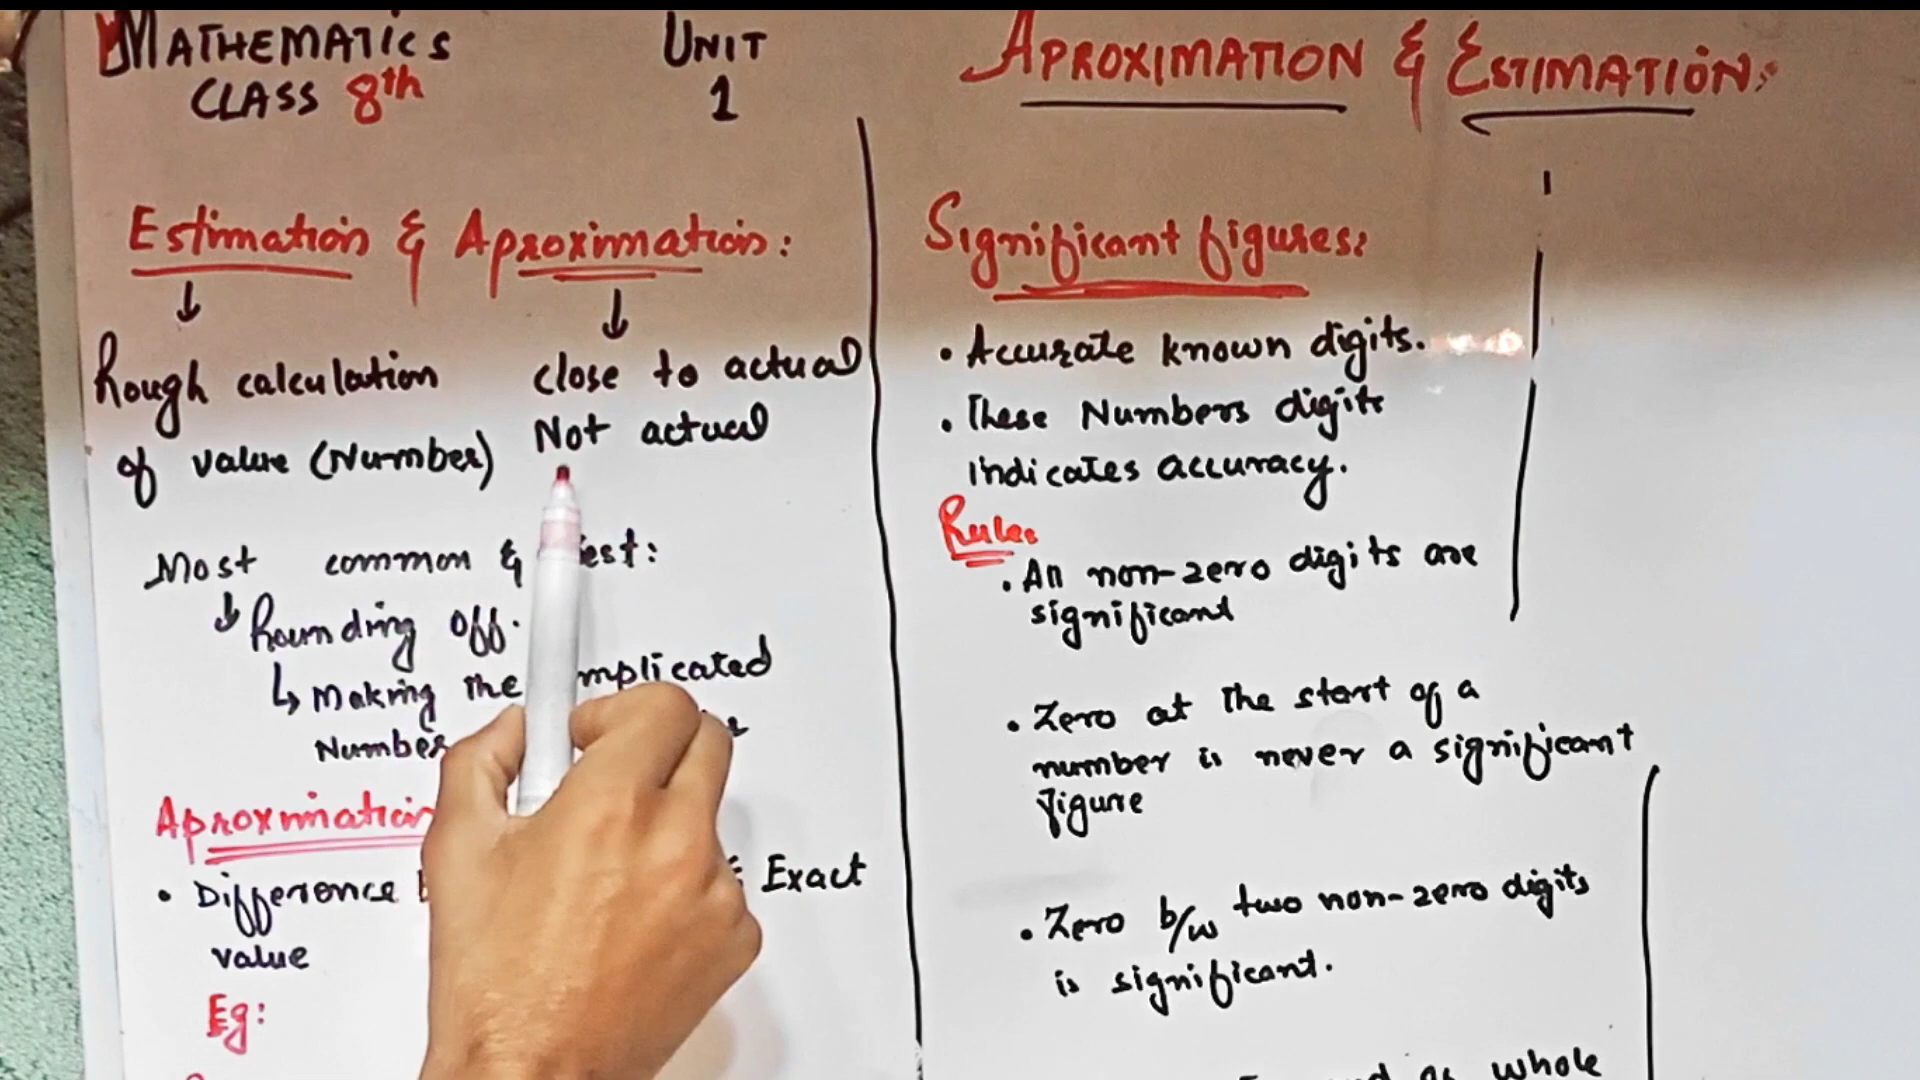 MATHEMATICS
CLASS 8th
UNIT
1
APROXIMATION & ESTIMATION:
Estimation & Aproximation:
Rough calculation
of value (Number)
close to actual
Not actual
Most common &
Rounding off.
Making the
Number
Aproximation
• Difference & Exact
value
Eg:
Significant figures:
• Accurate known digits.
• These Numbers digits
indicates accuracy.
Rules
• All non-zero digits are
significant
• Zero at the start of a
number is never a significant
figure
• Zero b/w two non-zero digits
is significant.
as whole